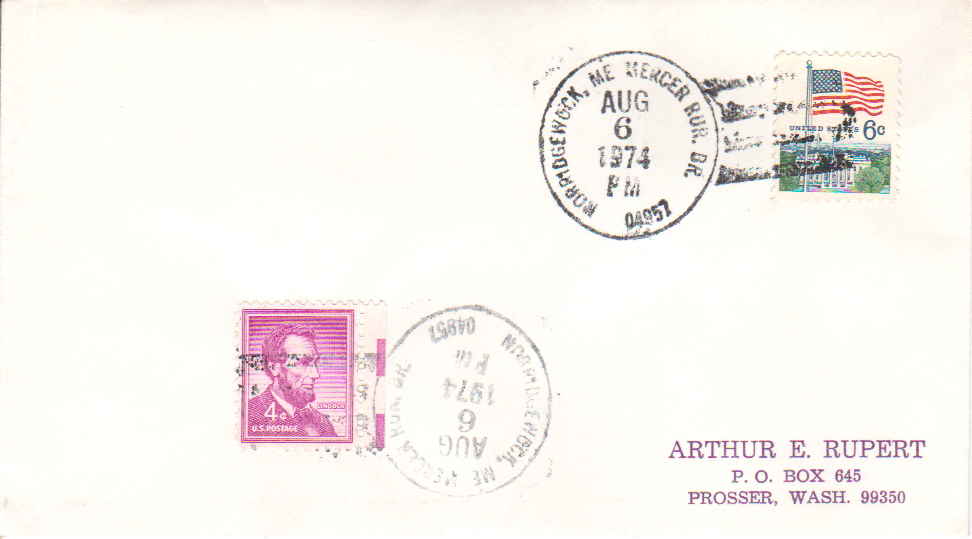 NORRIDGEWOCK, ME MERCER RUR. BR.
AUG
6
1974
PM
04957
UNITED STATES 6c
4¢
LINCOLN
U.S. POSTAGE
NORRIDGEWOCK, ME MERCER RUR. BR.
AUG
6
1974
PM
04957
ARTHUR E. RUPERT
P. O. BOX 645
PROSSER, WASH. 99350